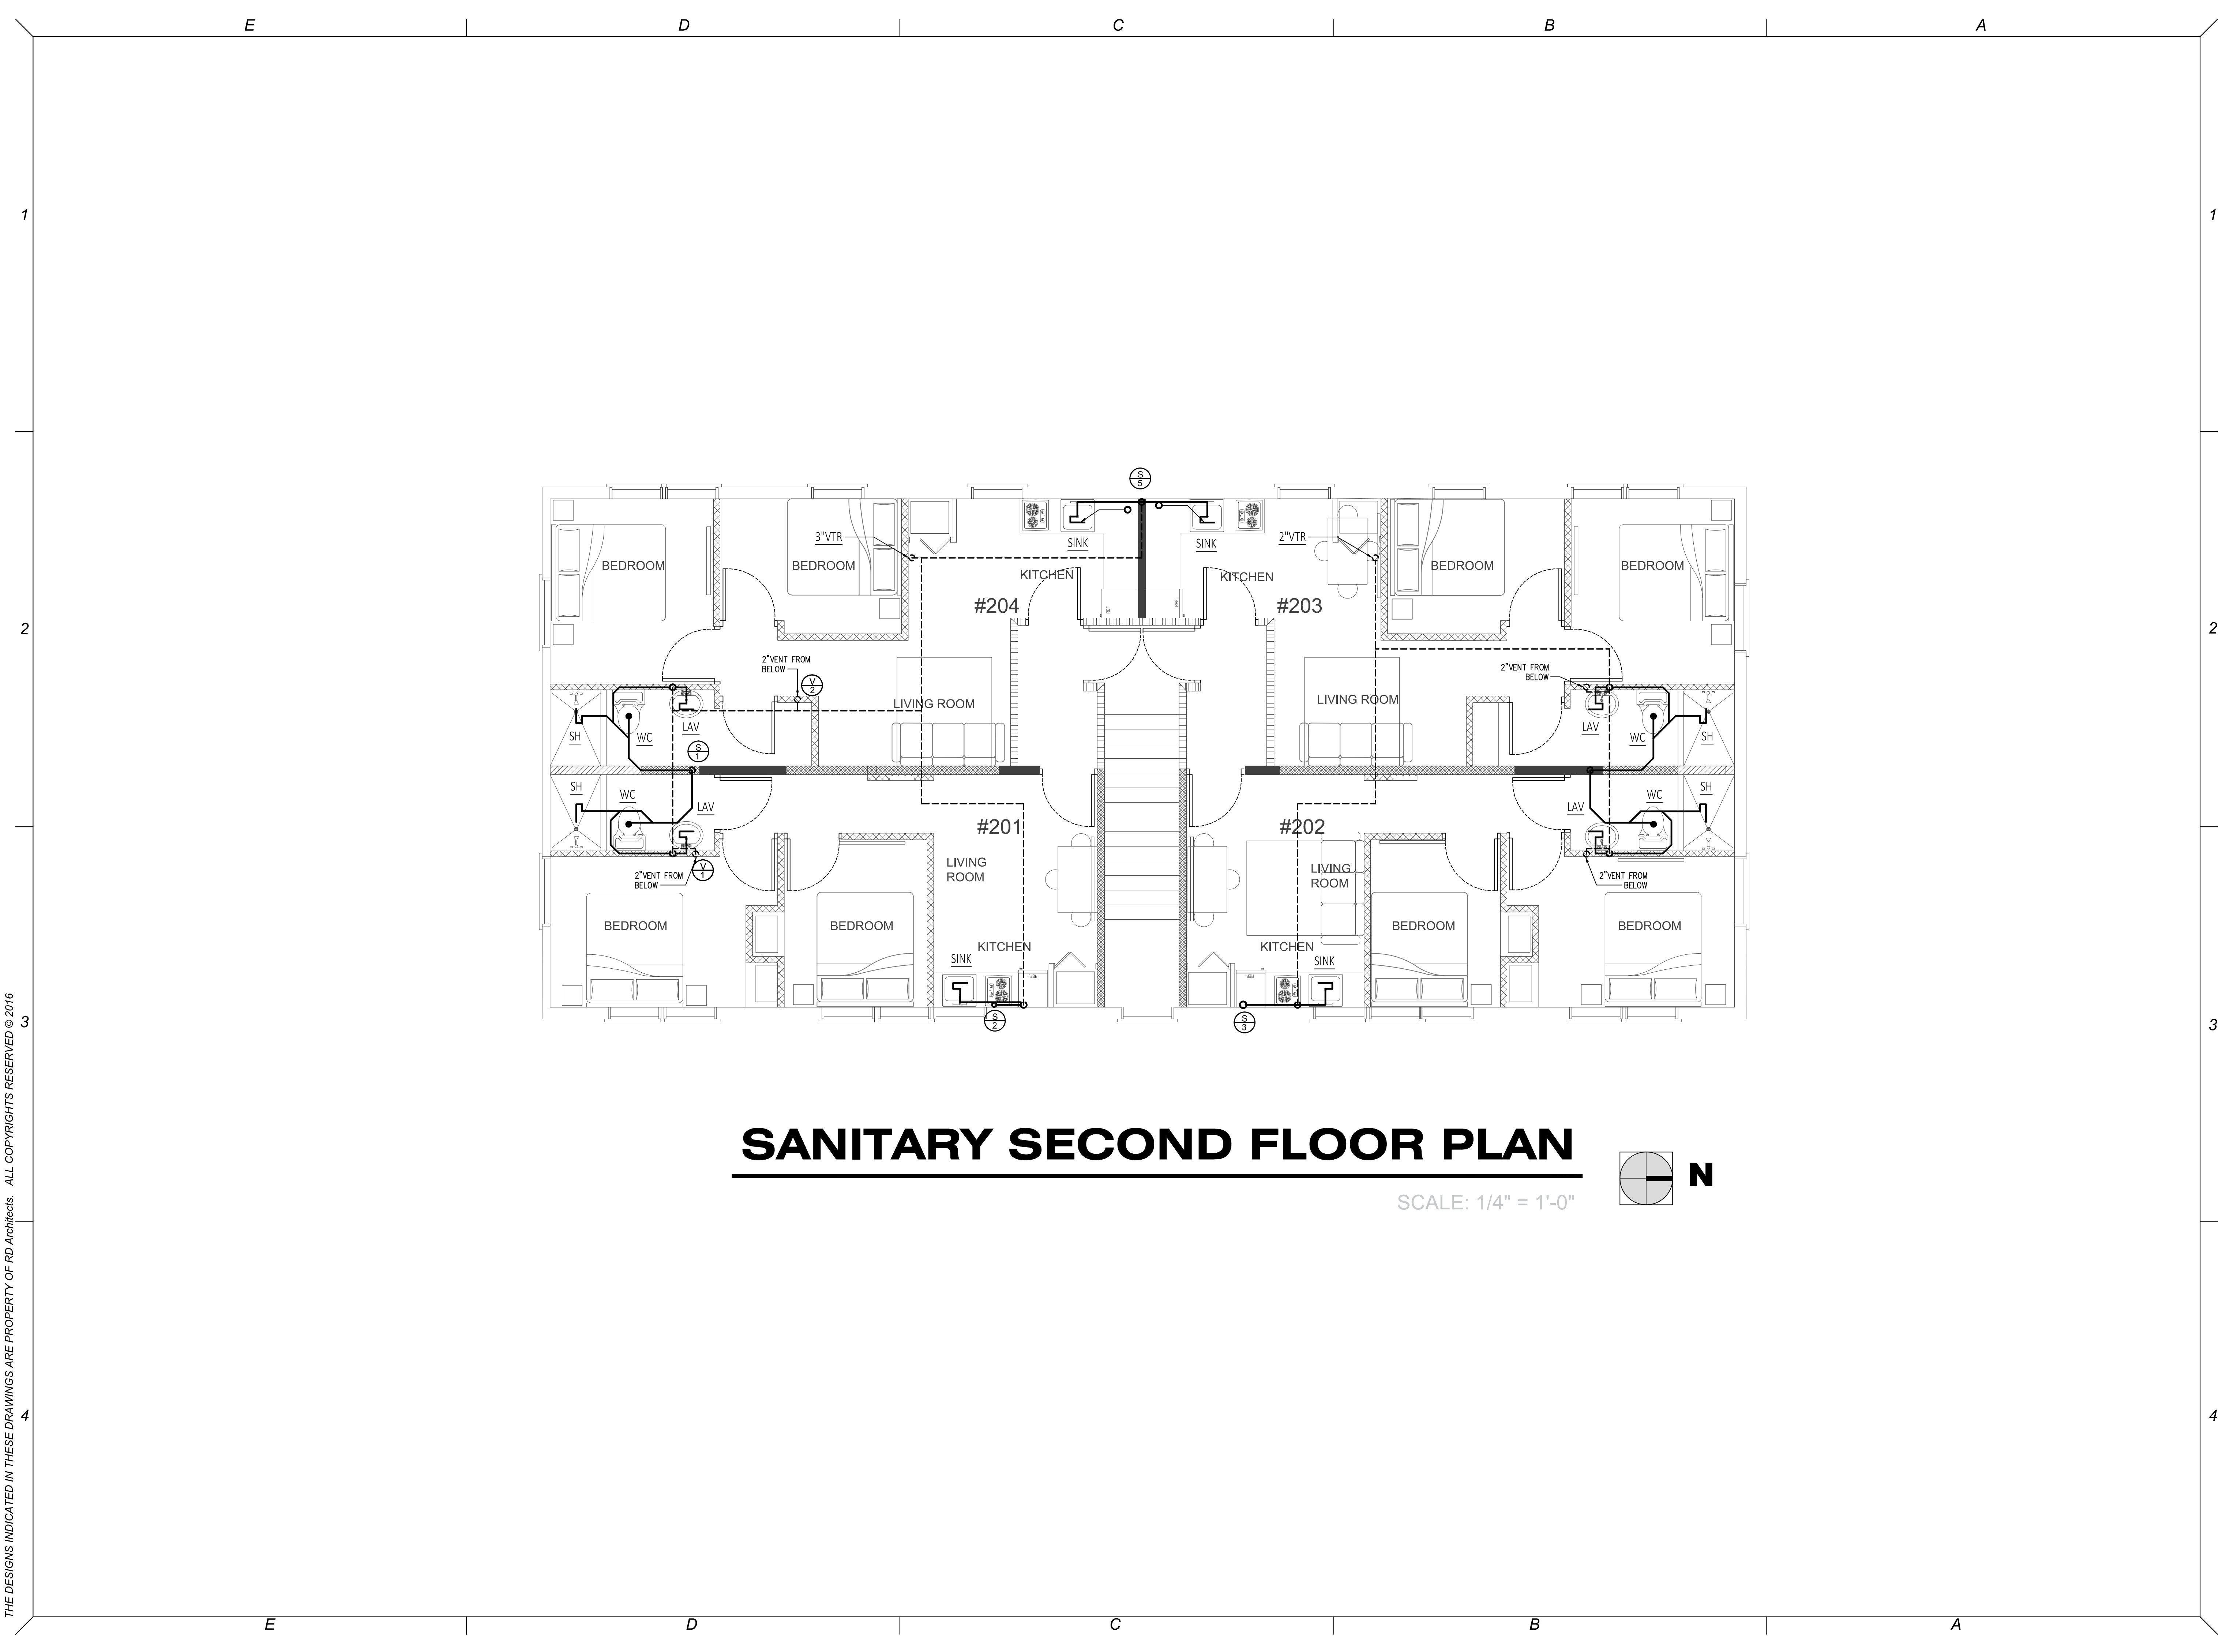 E D C B A
1 1
S
5
3"VTR
SINK
SINK
2"VTR
BEDROOM
BEDROOM
KITCHEN
KITCHEN
BEDROOM
BEDROOM
REF.
REF.
#204
#203
2 2
2"VENT FROM
BELOW
V
2
2"VENT FROM
BELOW
LIVING ROOM
LIVING ROOM
SH
WC
LAV
LAV
WC
SH
S
1
SH
WC
LAV
LAV
WC
SH
#201
#202
LIVING
ROOM
LIVING
ROOM
2"VENT FROM
BELOW
V
1
2"VENT FROM
BELOW
BEDROOM
BEDROOM
KITCHEN
SINK
KITCHEN
SINK
BEDROOM
BEDROOM
REF.
REF.
S
2
S
3
3 3
SANITARY SECOND FLOOR PLAN
N
SCALE: 1/4" = 1'-0"
4 4
E D C B A
THE DESIGNS INDICATED IN THESE DRAWINGS ARE PROPERTY OF RD Architects. ALL COPYRIGHTS RESERVED © 2016